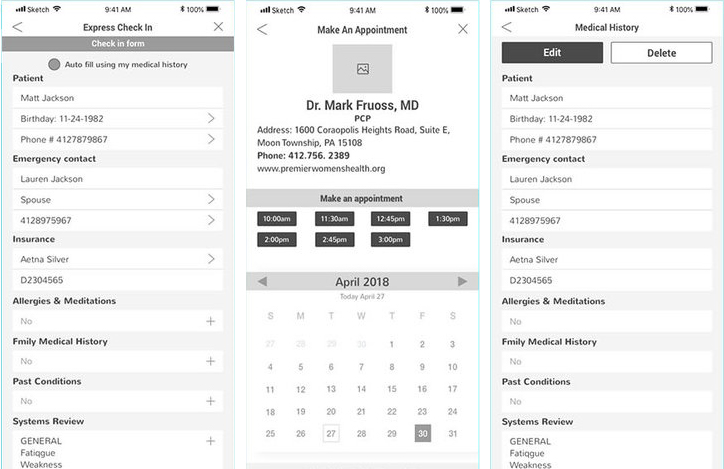 Sketch 9:41 AM 100%
Express Check In
Check in form
Auto fill using my medical history
Patient
Matt Jackson
Birthday: 11-24-1982
Phone # 4127879867
Emergency contact
Lauren Jackson
Spouse
4128975967
Insurance
Aetna Silver
D2304565
Allergies & Meditations
No
Fmily Medical History
No
Past Conditions
No
Systems Review
GENERAL
Fatiqgue
Weakness
Sketch 9:41 AM 100%
Make An Appointment
Dr. Mark Fruoss, MD
PCP
Address: 1600 Coraopolis Heights Road, Suite E,
Moon Township, PA 15108
Phone: 412.756. 2389
www.premierwomenshealth.org
Make an appointment
10:00am 11:30am 12:45pm 1:30pm
2:00pm 2:45pm 3:00pm
April 2018
Today April 27
S M T W T F S
27 28 29 30 1 2 3
4 5 6 7 8 9 10
11 12 13 14 15 16 17
18 19 20 21 22 23 24
25 26 27 28 29 30 31
Sketch 9:41 AM 100%
Medical History
Edit Delete
Patient
Matt Jackson
Birthday: 11-24-1982
Phone # 4127879867
Emergency contact
Lauren Jackson
Spouse
4128975967
Insurance
Aetna Silver
D2304565
Allergies & Meditations
No
Fmily Medical History
No
Past Conditions
No
Systems Review
GENERAL
Fatiqgue
Weakness